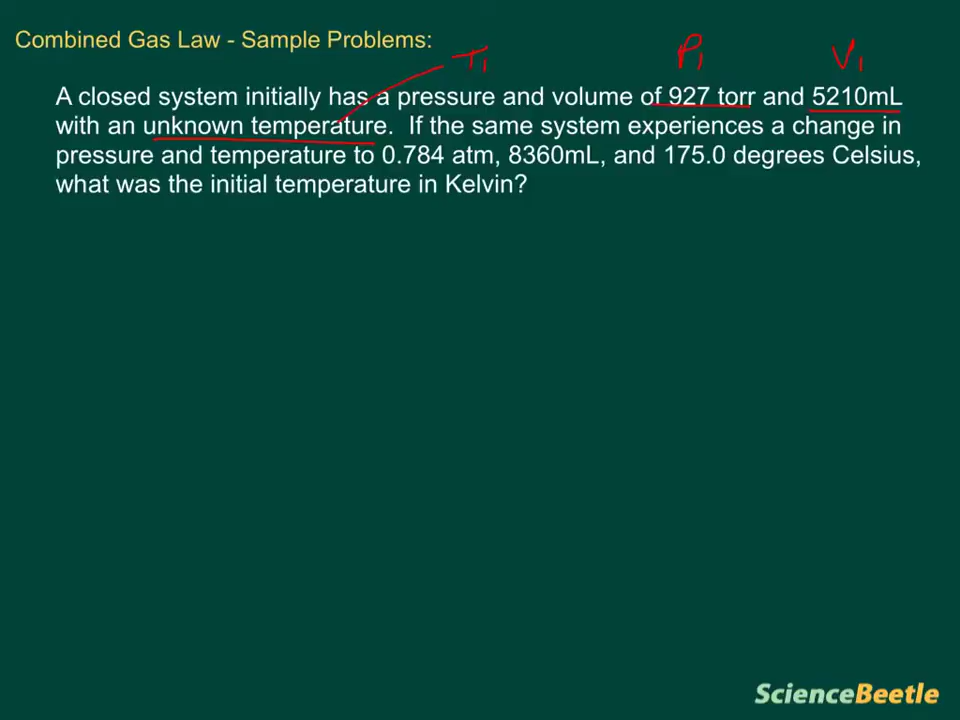 Combined Gas Law - Sample Problems:
T1 P1 V1
A closed system initially has a pressure and volume of 927 torr and 5210mL
with an unknown temperature. If the same system experiences a change in
pressure and temperature to 0.784 atm, 8360mL, and 175.0 degrees Celsius,
what was the initial temperature in Kelvin?
ScienceBeetle